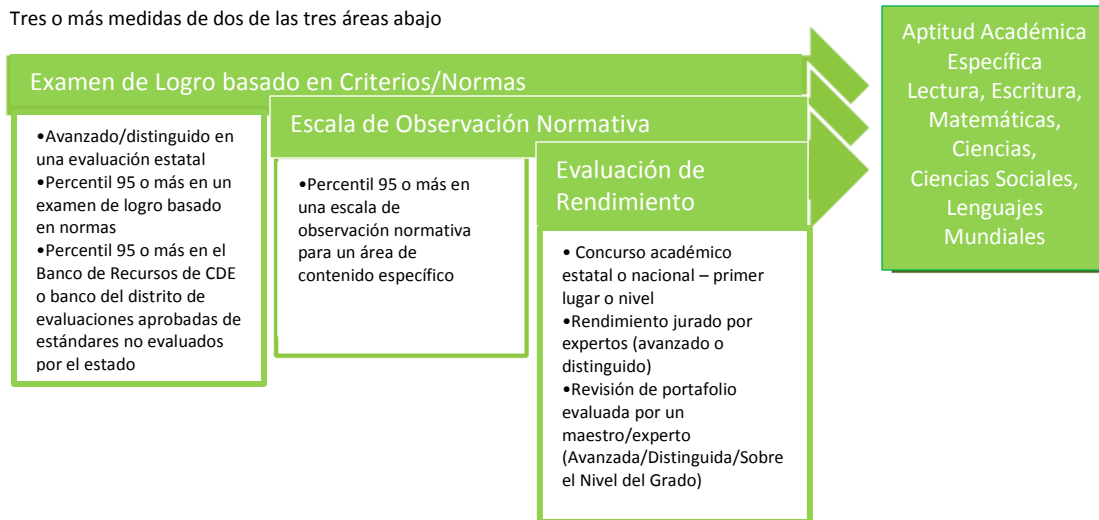 Tres o más medidas de dos de las tres áreas abajo
Examen de Logro basado en Criterios/Normas
•Avanzado/distinguido en
una evaluación estatal
•Percentil 95 o más en un
examen de logro basado
en normas
•Percentil 95 o más en el
Banco de Recursos de CDE
o banco del distrito de
evaluaciones aprobadas de
estándares no evaluados
por el estado
Escala de Observación Normativa
•Percentil 95 o más en
una escala de
observación normativa
para un área de
contenido específico
Evaluación de
Rendimiento
• Concurso académico
estatal o nacional – primer
lugar o nivel
•Rendimiento jurado por
expertos (avanzado o
distinguido)
•Revisión de portafolio
evaluada por un
maestro/experto
(Avanzada/Distinguida/Sobre
el Nivel del Grado)
Aptitud Académica
Específica
Lectura, Escritura,
Matemáticas,
Ciencias,
Ciencias Sociales,
Lenguajes
Mundiales